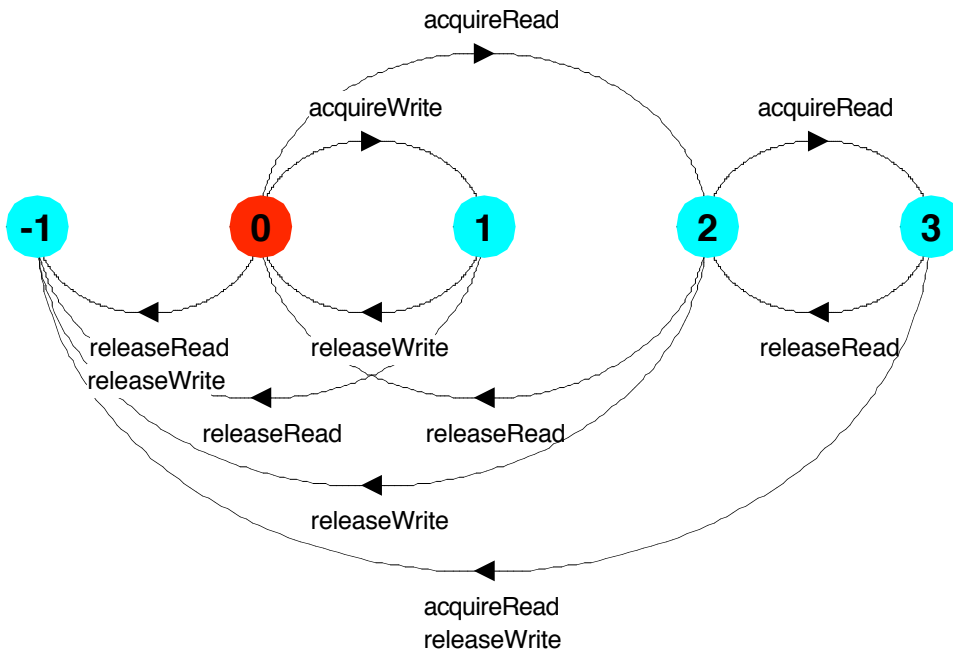 acquireRead
acquireWrite
acquireRead
-1
0
1
2
3
releaseRead
releaseWrite
releaseWrite
releaseRead
releaseRead
releaseRead
releaseWrite
acquireRead
releaseWrite